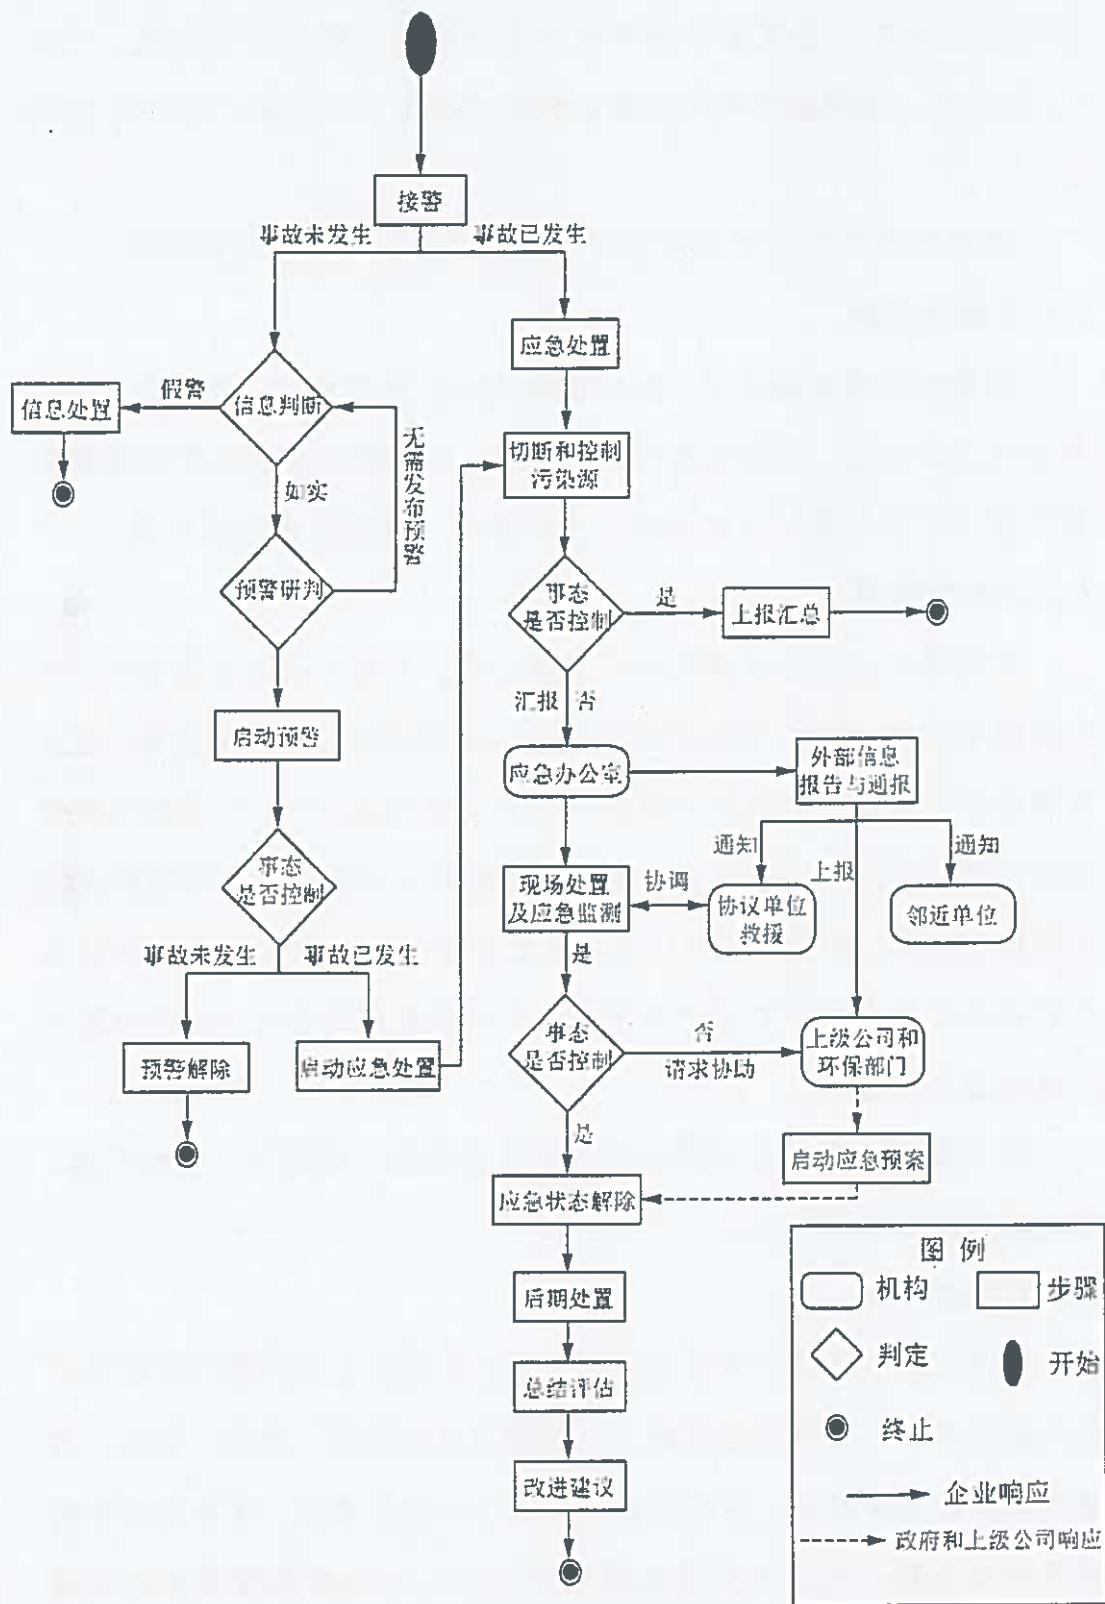 接警
事故未发生
事故已发生
应急处置
假警
信息处置
信息判断
切断和控制
污染源
无需发布预警
如实
预警研判
事态
是否控制
是
上报汇总
汇报
否
启动预警
应急办公室
外部信息
报告与通报
通知
上报
通知
事态
是否控制
现场处置
及应急监测
协调
协议单位
救援
邻近单位
事故未发生
事故已发生
是
预警解除
启动应急处置
事态
是否控制
否
请求协助
上级公司和
环保部门
是
启动应急预案
应急状态解除
后期处置
总结评估
改进建议
图例
机构
步骤
判定
开始
终止
企业响应
政府和上级公司响应